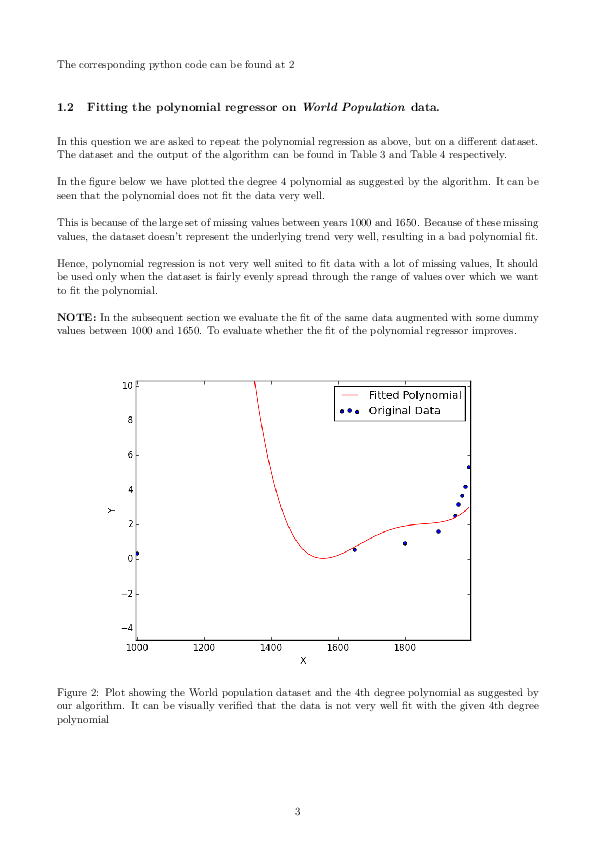 The corresponding python code can be found at 2
1.2 Fitting the polynomial regressor on World Population data.
In this question we are asked to repeat the polynomial regression as above, but on a different dataset.
The dataset and the output of the algorithm can be found in Table 3 and Table 4 respectively.
In the figure below we have plotted the degree 4 polynomial as suggested by the algorithm. It can be
seen that the polynomial does not fit the data very well.
This is because of the large set of missing values between years 1000 and 1650. Because of these missing
values, the dataset doesn't represent the underlying trend very well, resulting in a bad polynomial fit.
Hence, polynomial regression is not very well suited to fit data with a lot of missing values, It should
be used only when the dataset is fairly evenly spread through the range of values over which we want
to fit the polynomial.
NOTE: In the subsequent section we evaluate the fit of the same data augmented with some dummy
values between 1000 and 1650. To evaluate whether the fit of the polynomial regressor improves.
Fitted Polynomial
Original Data
10
8
6
4
2
0
−2
−4
Y
1000 1200 1400 1600 1800
X
Figure 2: Plot showing the World population dataset and the 4th degree polynomial as suggested by
our algorithm. It can be visually verified that the data is not very well fit with the given 4th degree
polynomial
3